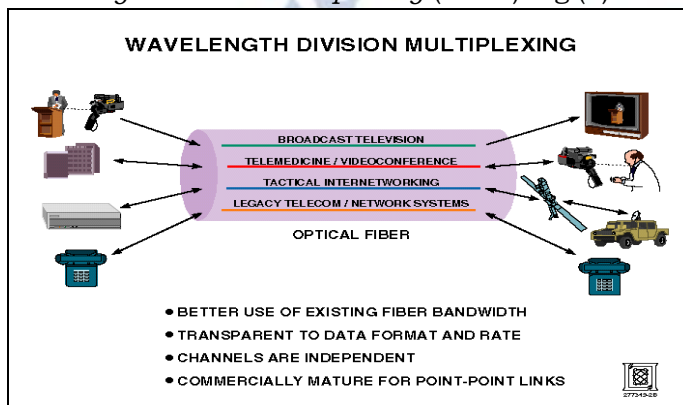 WAVELENGTH DIVISION MULTIPLEXING
BROADCAST TELEVISION
TELEMEDICINE / VIDEOCONFERENCE
TACTICAL INTERNETWORKING
LEGACY TELECOM / NETWORK SYSTEMS
OPTICAL FIBER
● BETTER USE OF EXISTING FIBER BANDWIDTH
● TRANSPARENT TO DATA FORMAT AND RATE
● CHANNELS ARE INDEPENDENT
● COMMERCIALLY MATURE FOR POINT-POINT LINKS